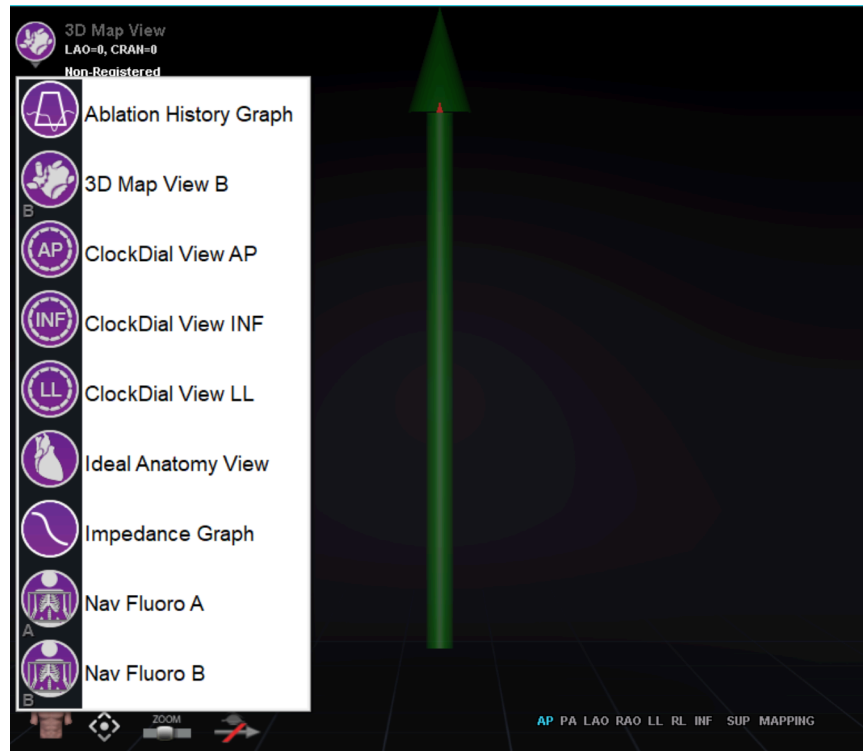 3D Map View
LAO=0, CRAN=0
Non-Registered
Ablation History Graph
3D Map View B
B
AP
ClockDial View AP
INF
ClockDial View INF
LL
ClockDial View LL
Ideal Anatomy View
Impedance Graph
Nav Fluoro A
A
Nav Fluoro B
B
ZOOM
AP PA LAO RAO LL RL INF SUP MAPPING